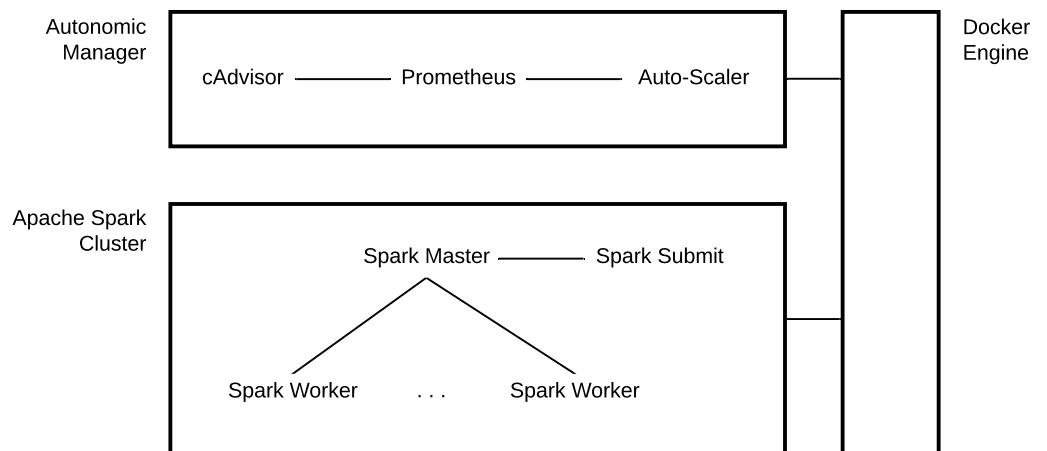 Autonomic
Manager
cAdvisor Prometheus Auto-Scaler
Docker
Engine
Apache Spark
Cluster
Spark Master Spark Submit
Spark Worker . . . Spark Worker